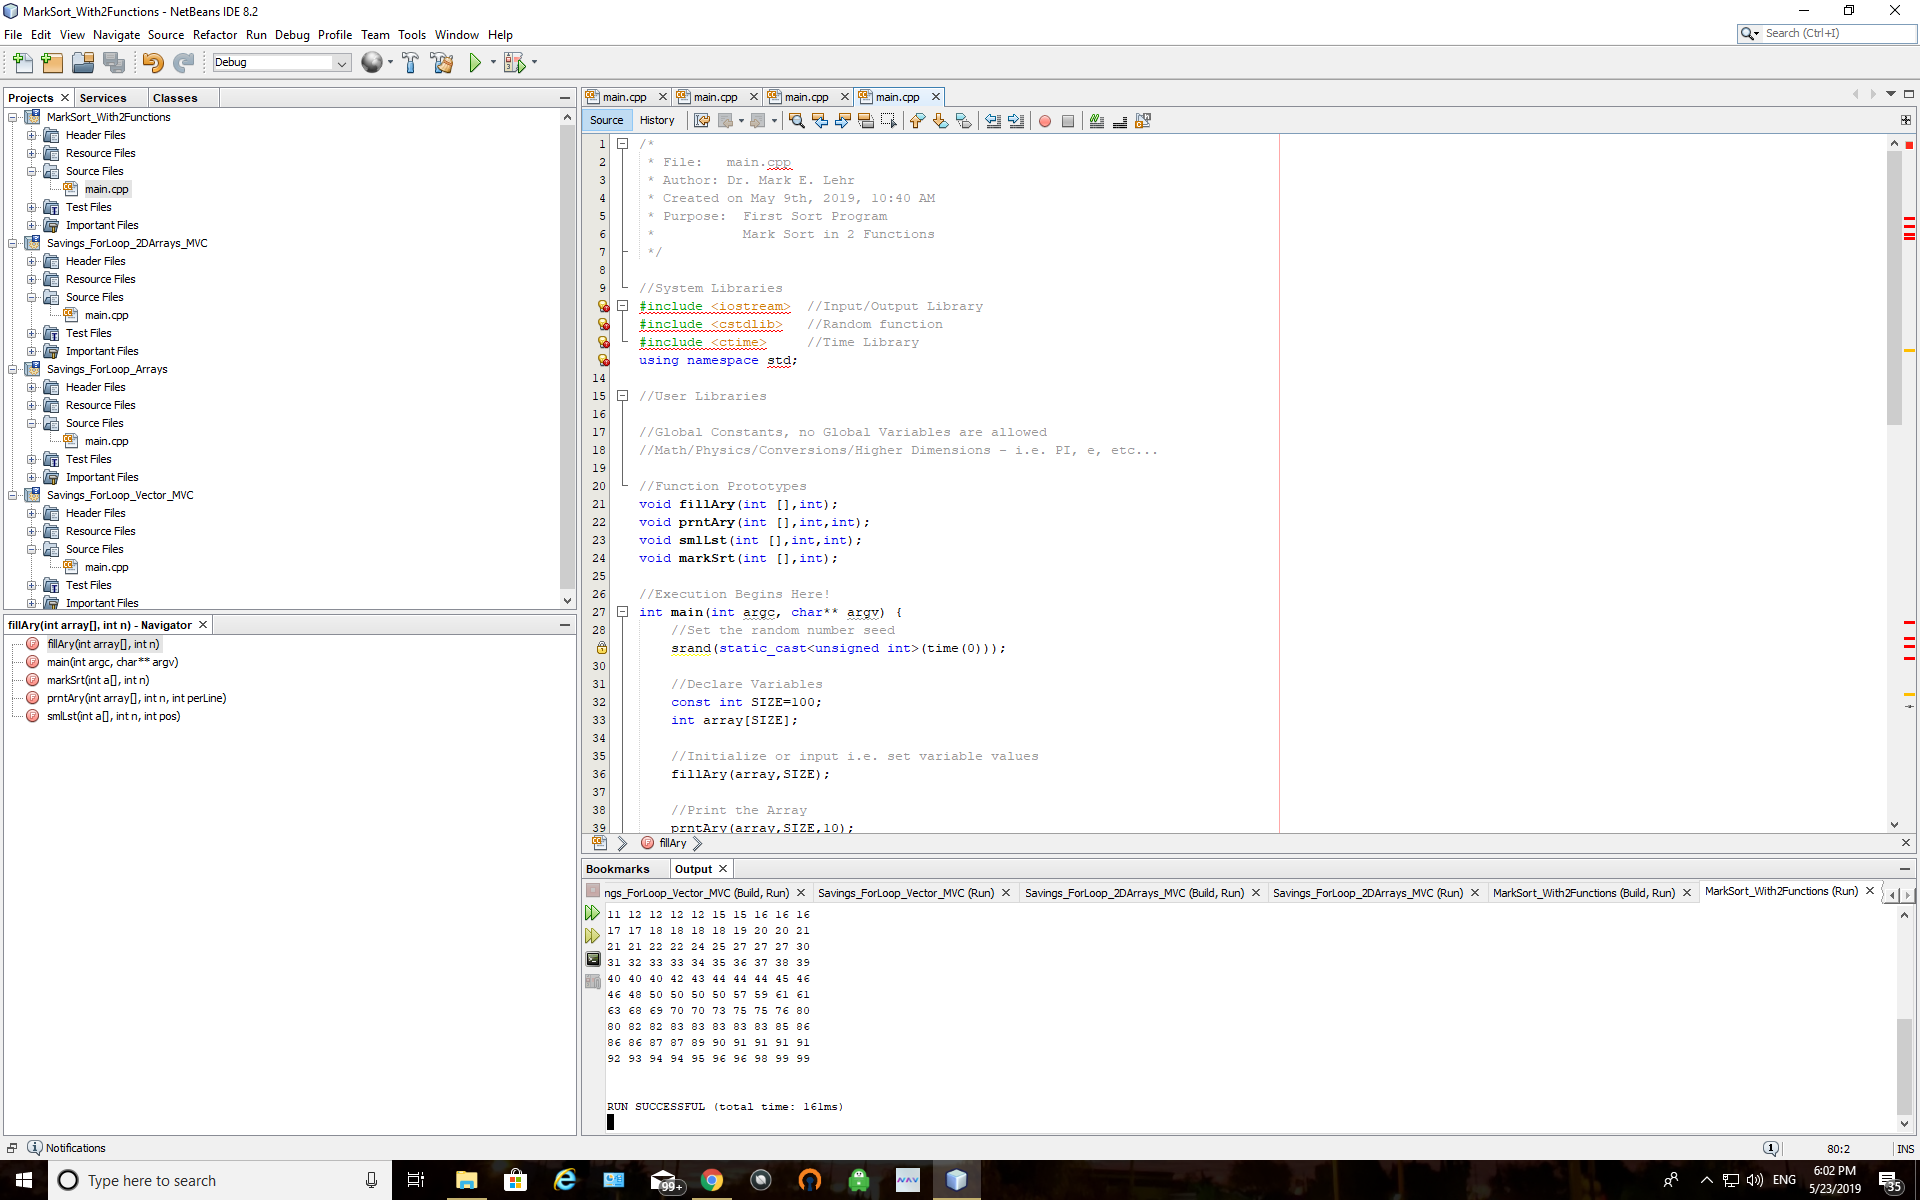 MarkSort_With2Functions - NetBeans IDE 8.2
File Edit View Navigate Source Refactor Run Debug Profile Team Tools Window Help
Search (Ctrl+I)
Debug
Projects Services Classes
MarkSort_With2Functions
Header Files
Resource Files
Source Files
main.cpp
Test Files
Important Files
Savings_ForLoop_2DArrays_MVC
Header Files
Resource Files
Source Files
main.cpp
Test Files
Important Files
Savings_ForLoop_Arrays
Header Files
Resource Files
Source Files
main.cpp
Test Files
Important Files
Savings_ForLoop_Vector_MVC
Header Files
Resource Files
Source Files
main.cpp
Test Files
Important Files
fillAry(int array[], int n) - Navigator
fillAry(int array[], int n)
main(int argc, char** argv)
markSrt(int a[], int n)
prntAry(int array[], int n, int perLine)
smlLst(int a[], int n, int pos)
main.cpp main.cpp main.cpp main.cpp
Source History
1 /*
2 * File: main.cpp
3 * Author: Dr. Mark E. Lehr
4 * Created on May 9th, 2019, 10:40 AM
5 * Purpose: First Sort Program
6 * Mark Sort in 2 Functions
7 */
8
9 //System Libraries
#include <iostream> //Input/Output Library
#include <cstdlib> //Random function
#include <ctime> //Time Library
using namespace std;
14
15 //User Libraries
16
17 //Global Constants, no Global Variables are allowed
18 //Math/Physics/Conversions/Higher Dimensions - i.e. PI, e, etc...
19
20 //Function Prototypes
21 void fillAry(int [],int);
22 void prntAry(int [],int,int);
23 void smlLst(int [],int,int);
24 void markSrt(int [],int);
25
26 //Execution Begins Here!
27 int main(int argc, char** argv) {
28 //Set the random number seed
srand(static_cast<unsigned int>(time(0)));
30
31 //Declare Variables
32 const int SIZE=100;
33 int array[SIZE];
34
35 //Initialize or input i.e. set variable values
36 fillAry(array,SIZE);
37
38 //Print the Array
39 prntAry(array,SIZE,10);
fillAry
Bookmarks Output
ngs_ForLoop_Vector_MVC (Build, Run) Savings_ForLoop_Vector_MVC (Run) Savings_ForLoop_2DArrays_MVC (Build, Run) Savings_ForLoop_2DArrays_MVC (Run) MarkSort_With2Functions (Build, Run) MarkSort_With2Functions (Run)
11 12 12 12 12 15 15 16 16 16
17 17 18 18 18 18 19 20 20 21
21 21 22 22 24 25 27 27 27 30
31 32 33 33 34 35 36 37 38 39
40 40 40 42 43 44 44 44 45 46
46 48 50 50 50 50 57 59 61 61
63 68 69 70 70 73 75 75 76 80
80 82 82 83 83 83 83 83 85 86
86 86 87 87 89 90 91 91 91 91
92 93 94 94 95 96 96 98 99 99
RUN SUCCESSFUL (total time: 161ms)
Notifications
1
80:2
INS
Type here to search
99+
ENG
6:02 PM
5/23/2019
35